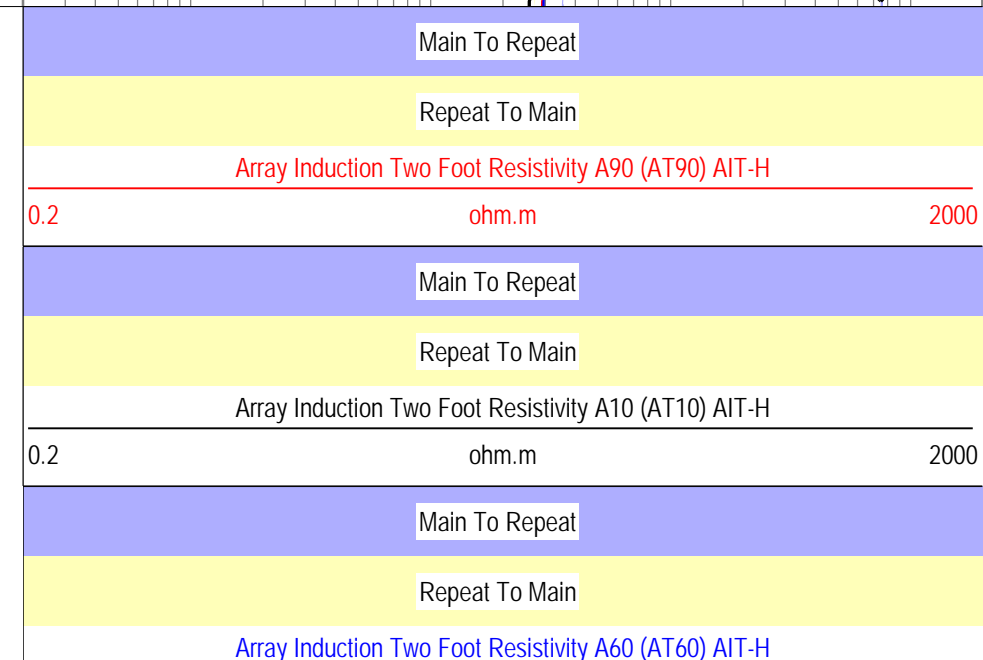 Main To Repeat
Repeat To Main
Array Induction Two Foot Resistivity A90 (AT90) AIT-H
0.2 ohm.m 2000
Main To Repeat
Repeat To Main
Array Induction Two Foot Resistivity A10 (AT10) AIT-H
0.2 ohm.m 2000
Main To Repeat
Repeat To Main
Array Induction Two Foot Resistivity A60 (AT60) AIT-H